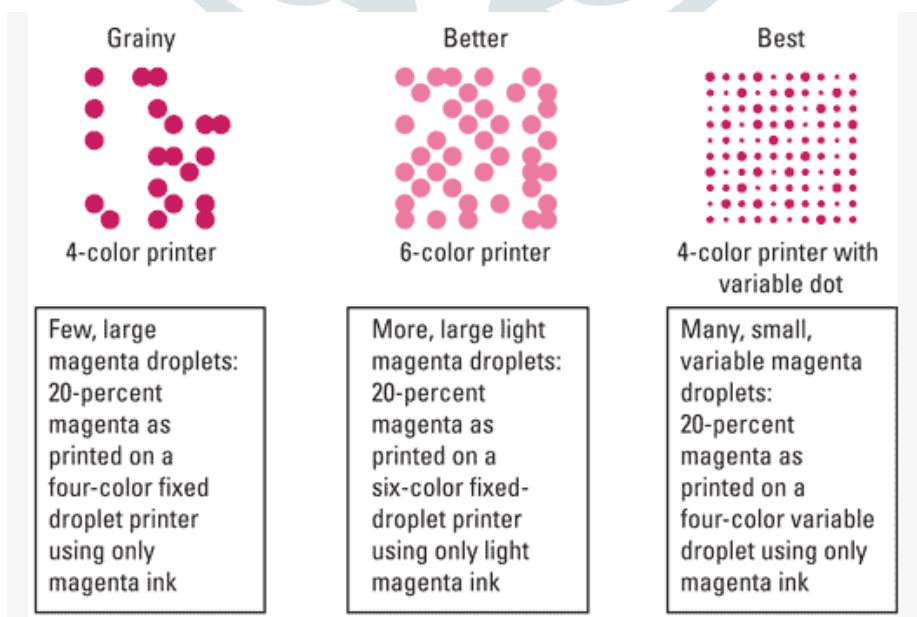 Grainy
Better
Best
4-color printer
6-color printer
4-color printer with
variable dot
Few, large
magenta droplets:
20-percent
magenta as
printed on a
four-color fixed
droplet printer
using only
magenta ink
More, large light
magenta droplets:
20-percent
magenta as
printed on a
six-color fixed-
droplet printer
using only light
magenta ink
Many, small,
variable magenta
droplets:
20-percent
magenta as
printed on a
four-color variable
droplet using only
magenta ink